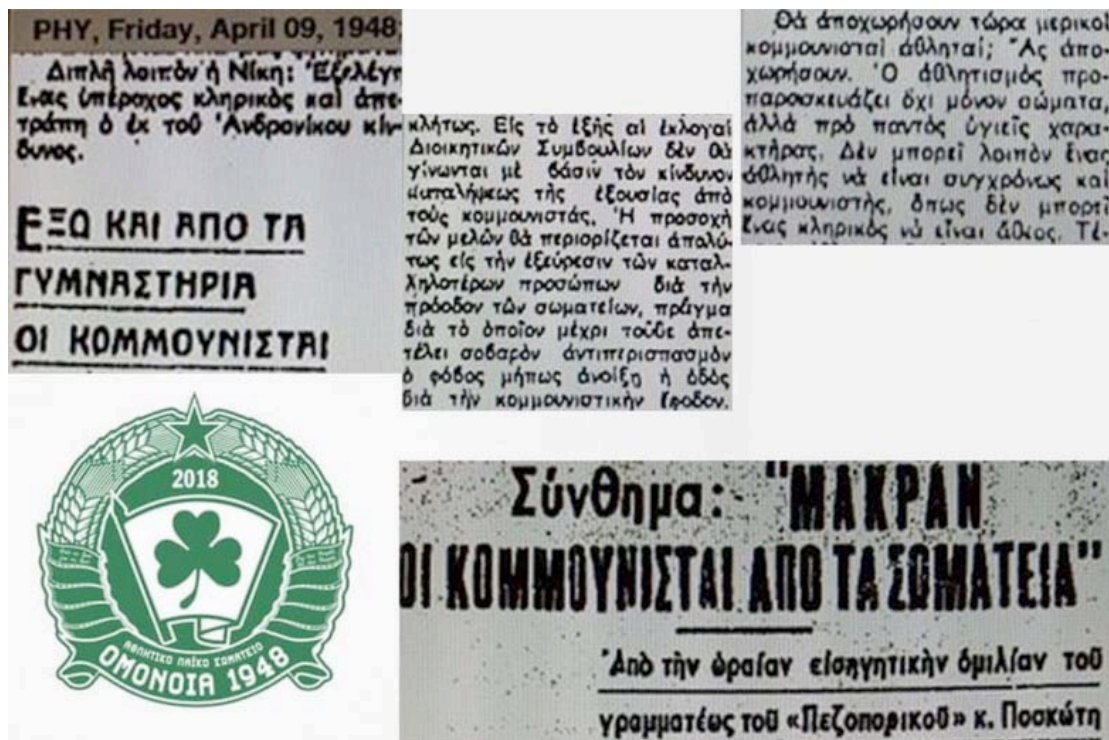 PHY, Friday, April 09, 1948
Διπλῆ λοιπὸν ἡ Νίκη: Ἐξελέγη
ἕνας ὑπέροχος κληρικὸς καὶ ἀπε-
τράπη ὁ ἐκ τοῦ Ἀνδρονίκου κίν-
δυνος.
ΕΞΩ ΚΑΙ ΑΠΟ ΤΑ
ΓΥΜΝΑΣΤΗΡΙΑ
ΟΙ ΚΟΜΜΟΥΝΙΣΤΑΙ
κλήτως. Εἰς τὸ ἑξῆς αἱ ἐκλογαὶ
Διοικητικῶν Συμβουλίων δὲν θὰ
γίνωνται μὲ βάσιν τὸν κίνδυνον
καταλήψεως τῆς ἐξουσίας ἀπὸ
τοὺς κομμουνιστάς. Ἡ προσοχὴ
τῶν μελῶν θὰ περιορίζεται ἀπολύ-
τως εἰς τὴν ἐξεύρεσιν τῶν καταλ-
ληλοτέρων προσώπων διὰ τὴν
πρόοδον τῶν σωματείων, πρᾶγμα
διὰ τὸ ὁποῖον μέχρι τοῦδε ἀπε-
τέλει σοβαρὸν ἀντιπερισπασμὸν
ὁ φόβος μήπως ἀνοίξῃ ἡ ὁδὸς
διὰ τὴν κομμουνιστικὴν ἔφοδον.
Θὰ ἀποχωρήσουν τώρα μερικοὶ
κομμουνισταὶ ἀθληταί; Ἂς ἀπο-
χωρήσουν. Ὁ ἀθλητισμὸς προ-
παρασκευάζει ὄχι μόνον σώματα,
ἀλλὰ πρὸ παντὸς ὑγιεῖς χαρα-
κτῆρας. Δὲν μπορεῖ λοιπὸν ἕνας
ἀθλητὴς νὰ εἶναι συγχρόνως καὶ
κομμουνιστής, ὅπως δὲν μπορεῖ
ἕνας κληρικὸς νὰ εἶναι ἄθεος. Τέ-
2018
ΑΘΛΗΤΙΚΟ ΛΑΪΚΟ ΣΩΜΑΤΕΙΟ
ΟΜΟΝΟΙΑ 1948
Σύνθημα: "ΜΑΚΡΑΝ
ΟΙ ΚΟΜΜΟΥΝΙΣΤΑΙ ΑΠΟ ΤΑ ΣΩΜΑΤΕΙΑ"
Ἀπὸ τὴν ὡραίαν εἰσηγητικὴν ὁμιλίαν τοῦ
γραμματέως τοῦ «Πεζοπορικοῦ» κ. Ποσκώτη